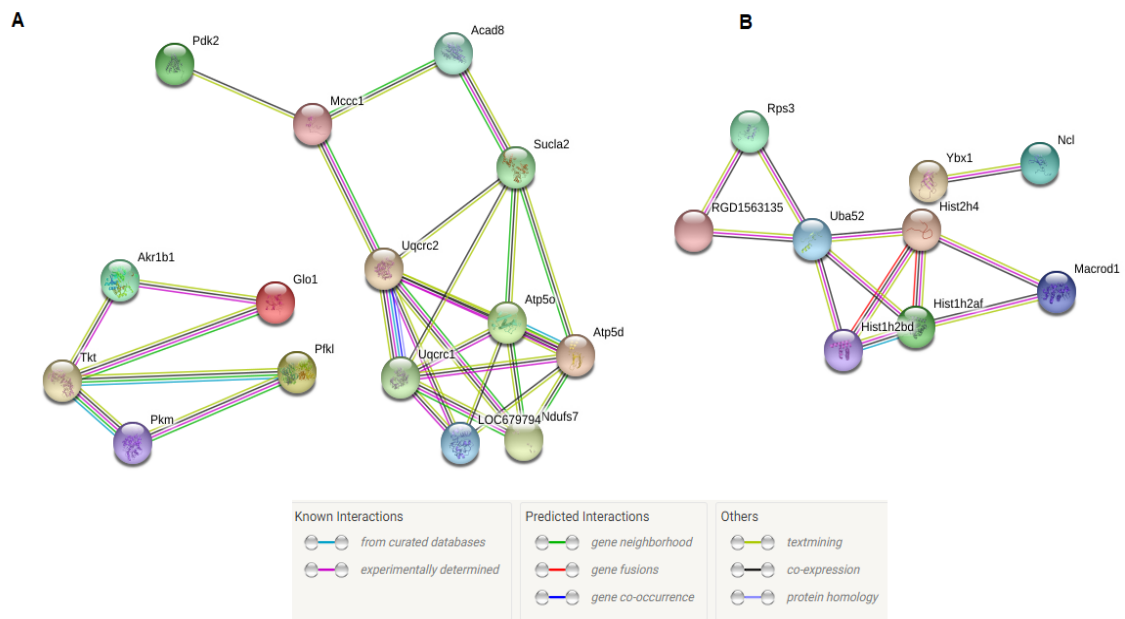 A
B
Pdk2
Acad8
Mccc1
Rps3
Ncl
Ybx1
Sucla2
RGD1563135
Uba52
Hist2h4
Uqcrc2
Akr1b1
Glo1
Macrod1
Atp5o
Hist1h2af
Atp5d
Hist1h2bd
Tkt
Pfkl
Uqcrc1
Pkm
LOC679794
Ndufs7
Known Interactions
from curated databases
experimentally determined
Predicted Interactions
gene neighborhood
gene fusions
gene co-occurrence
Others
textmining
co-expression
protein homology